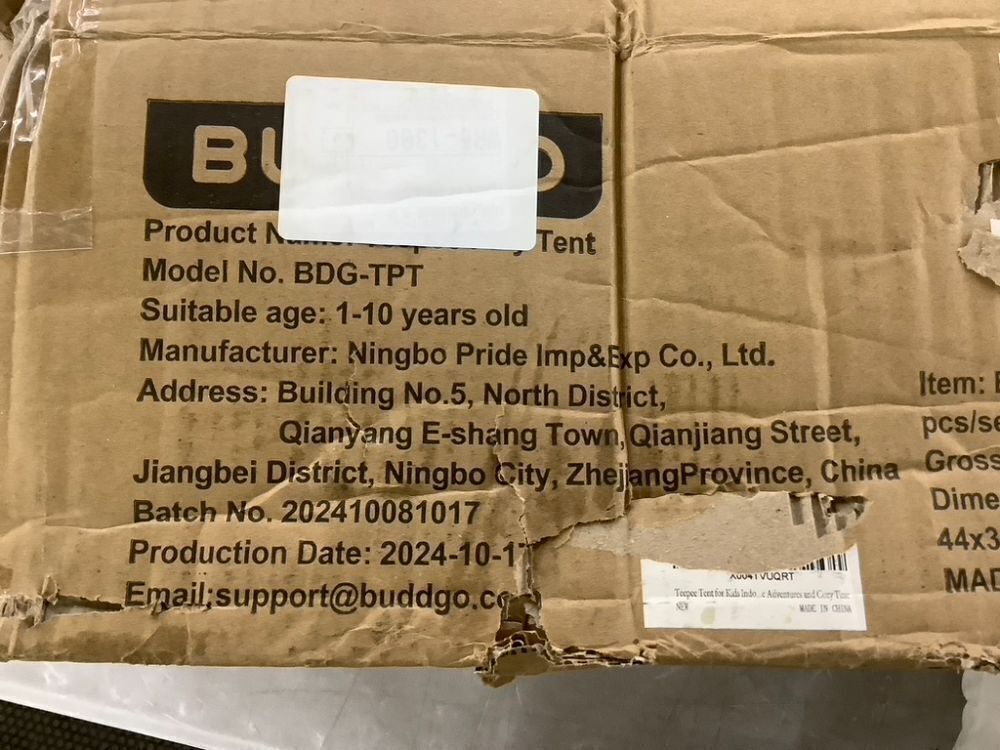 BU
Product Tent
Model No. BDG-TPT
Suitable age: 1-10 years old
Manufacturer: Ningbo Pride Imp&Exp Co., Ltd.
Address: Building No.5, North District,
Qianyang E-shang Town,Qianjiang Street,
Jiangbei District, Ningbo City, ZhejiangProvince, China
Batch No. 202410081017
Production Date: 2024-10-17
Email:support@buddgo.co
X0041VUQRT
Teepee Tent for Kids Indo...c Adventures and Cozy Time
NEW MADE IN CHINA
Item:
pcs/se
Gross
Dime
44x3
MAD